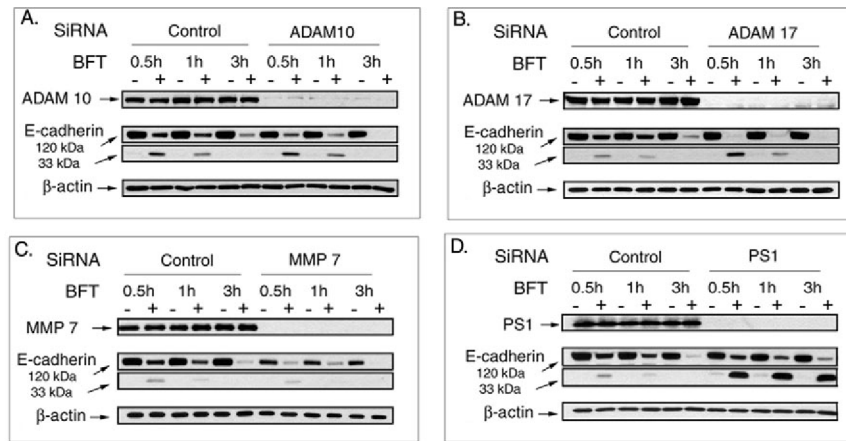 A.
SiRNA Control ADAM10
BFT 0.5h 1h 3h 0.5h 1h 3h
- + - + - + - + - + - +
ADAM 10
E-cadherin
120 kDa
33 kDa
β-actin
B.
SiRNA Control ADAM 17
BFT 0.5h 1h 3h 0.5h 1h 3h
- + - + - + - + - + - +
ADAM 17
E-cadherin
120 kDa
33 kDa
β-actin
C.
SiRNA Control MMP 7
BFT 0.5h 1h 3h 0.5h 1h 3h
- + - + - + - + - + - +
MMP 7
E-cadherin
120 kDa
33 kDa
β-actin
D.
SiRNA Control PS1
BFT 0.5h 1h 3h 0.5h 1h 3h
- + - + - + - + - + - +
PS1
E-cadherin
120 kDa
33 kDa
β-actin